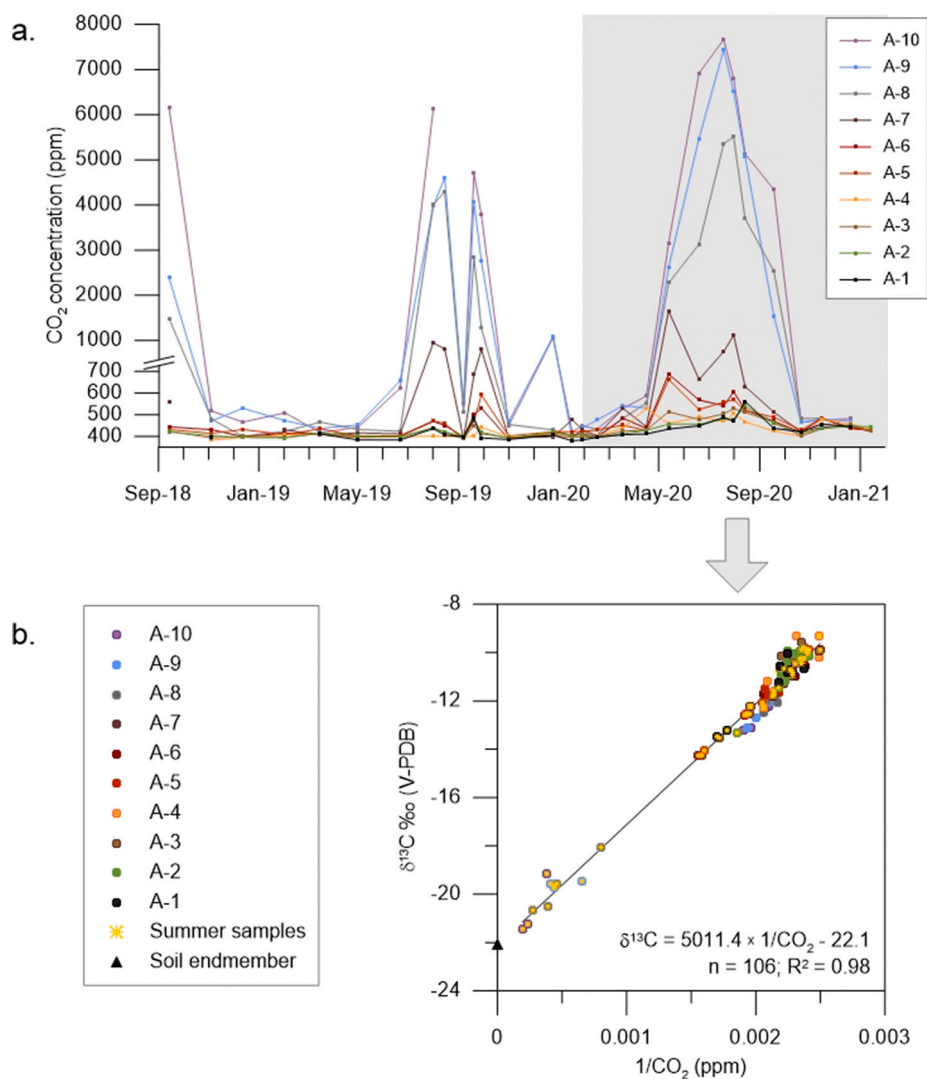 a.
8000
7000
6000
5000
4000
3000
2000
1000
700
600
500
400
CO₂ concentration (ppm)
Sep-18
Jan-19
May-19
Sep-19
Jan-20
May-20
Sep-20
Jan-21
A-10
A-9
A-8
A-7
A-6
A-5
A-4
A-3
A-2
A-1
b.
A-10
A-9
A-8
A-7
A-6
A-5
A-4
A-3
A-2
A-1
Summer samples
Soil endmember
-8
-12
-16
-20
-24
δ¹³C ‰ (V-PDB)
δ¹³C = 5011.4 × 1/CO₂ - 22.1
n = 106; R² = 0.98
0
0.001
0.002
0.003
1/CO₂ (ppm)